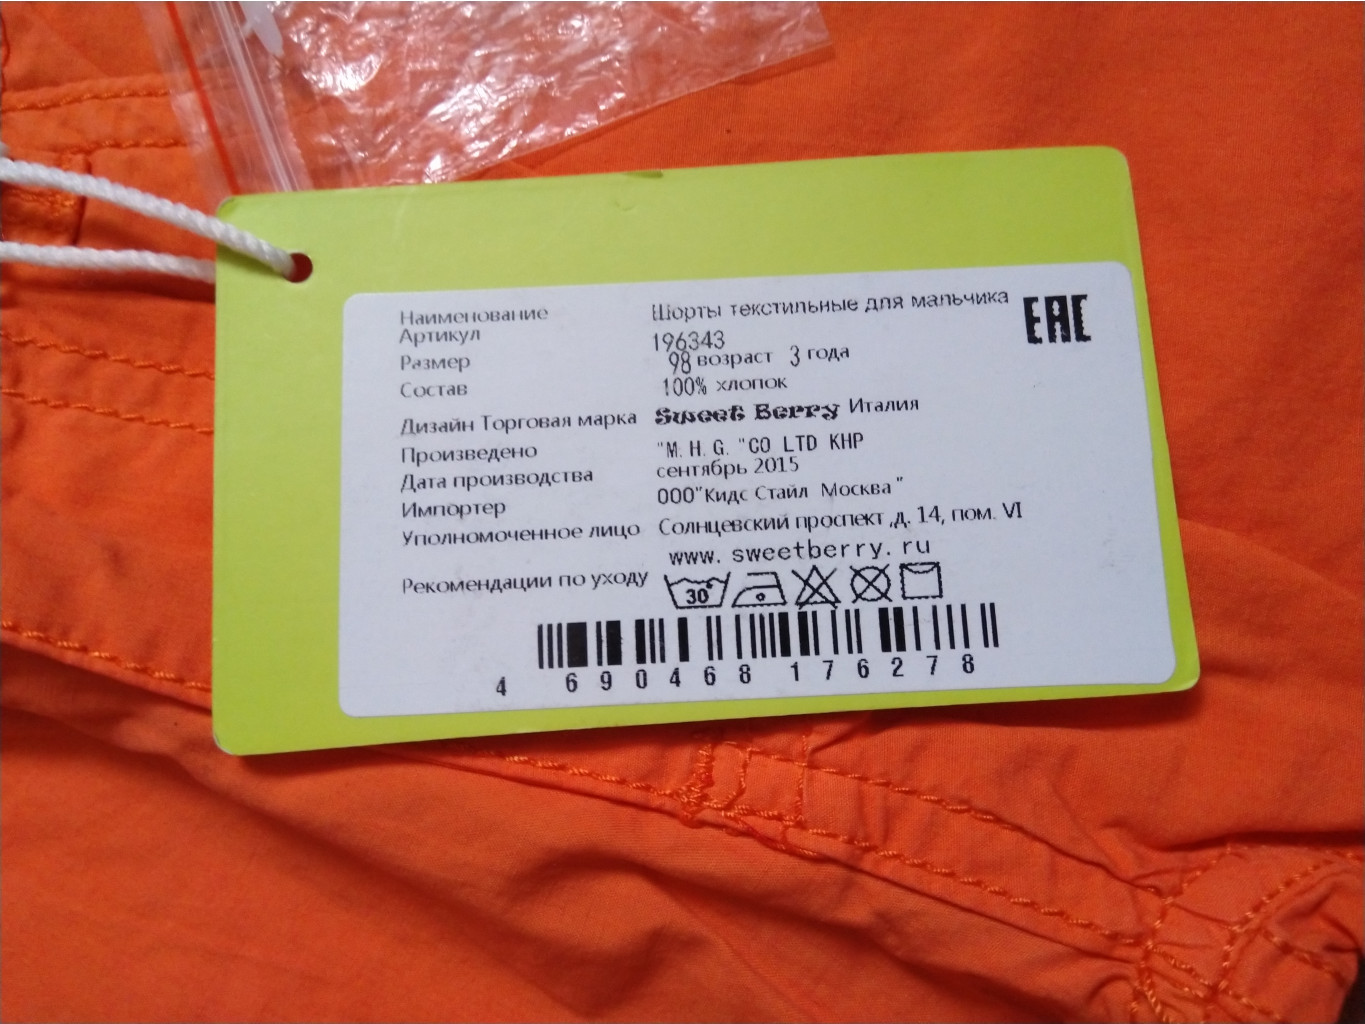 Наименование Шорты текстильные для мальчика EAC
Артикул 196343
Размер 98 возраст 3 года
Состав 100% хлопок
Дизайн Торговая марка Sweet Berry Италия
Произведено "M. H. G. "CO LTD КНР
Дата производства сентябрь 2015
Импортер ООО"Кидс Стайл Москва"
Уполномоченное лицо Солнцевский проспект ,д. 14, пом. VI
www. sweetberry. ru
Рекомендации по уходу 30
4 690468 176278